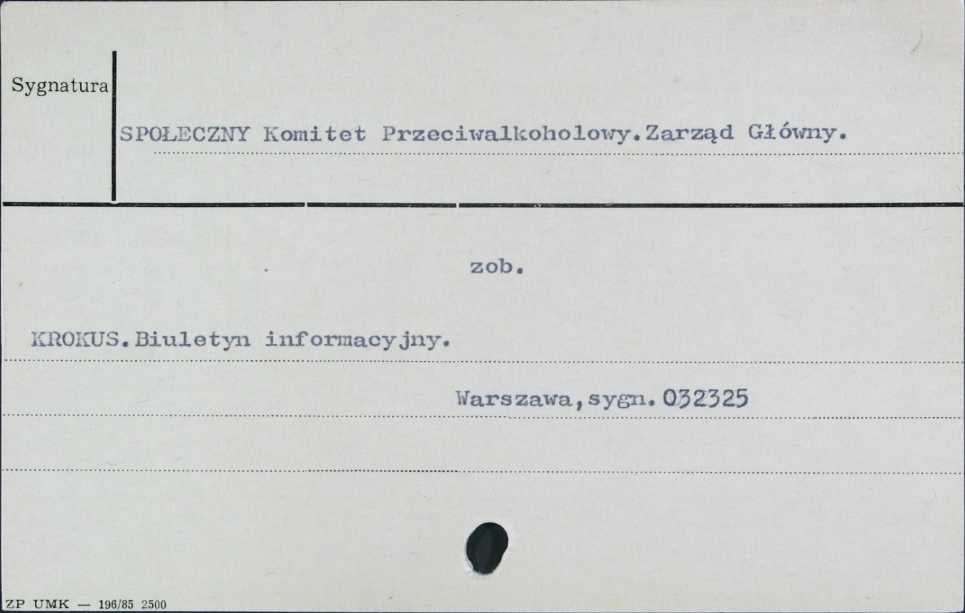 Sygnatura
SPOŁECZNY Komitet Przeciwalkoholowy.Zarząd Główny.
zob.
KROKUS.Biuletyn informacyjny.
Warszawa,sygn.032325
ZP UMK — 196/85 2500